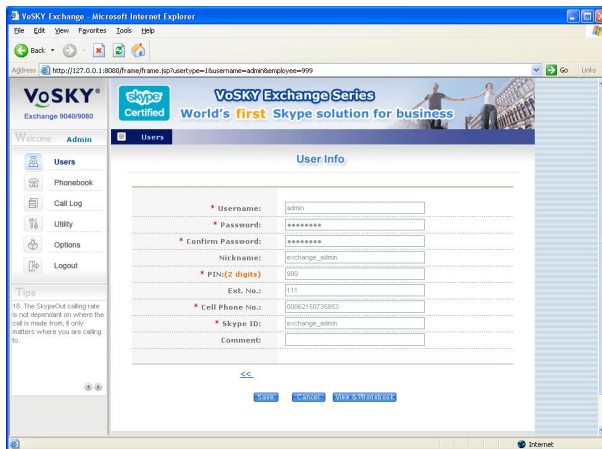 VoSKY Exchange - Microsoft Internet Explorer
File Edit View Favorites Tools Help
Back
Address http://127.0.0.1:8080/frame/frame.jsp?usertype=1&username=admin&employee=999 Go Links
VoSKY®
Exchange 9040/9080
skype
Certified
VoSKY Exchange Series
World's first Skype solution for business
Welcome Admin
Users
Users
Phonebook
Call Log
Utility
Options
Logout
Tips
18. The SkypeOut calling rate
is not dependant on where the
call is made from, it only
matters where you are calling
to.
User Info
* Username: admin
* Password: ••••••••
* Confirm Password: ••••••••
Nickname: exchange_admin
* PIN:(2 digits) 999
Ext. No.: 111
* Cell Phone No.: 00862150735853
* Skype ID: exchange_admin
Comment:
<<
Save Cancel View & Phonebook
Internet